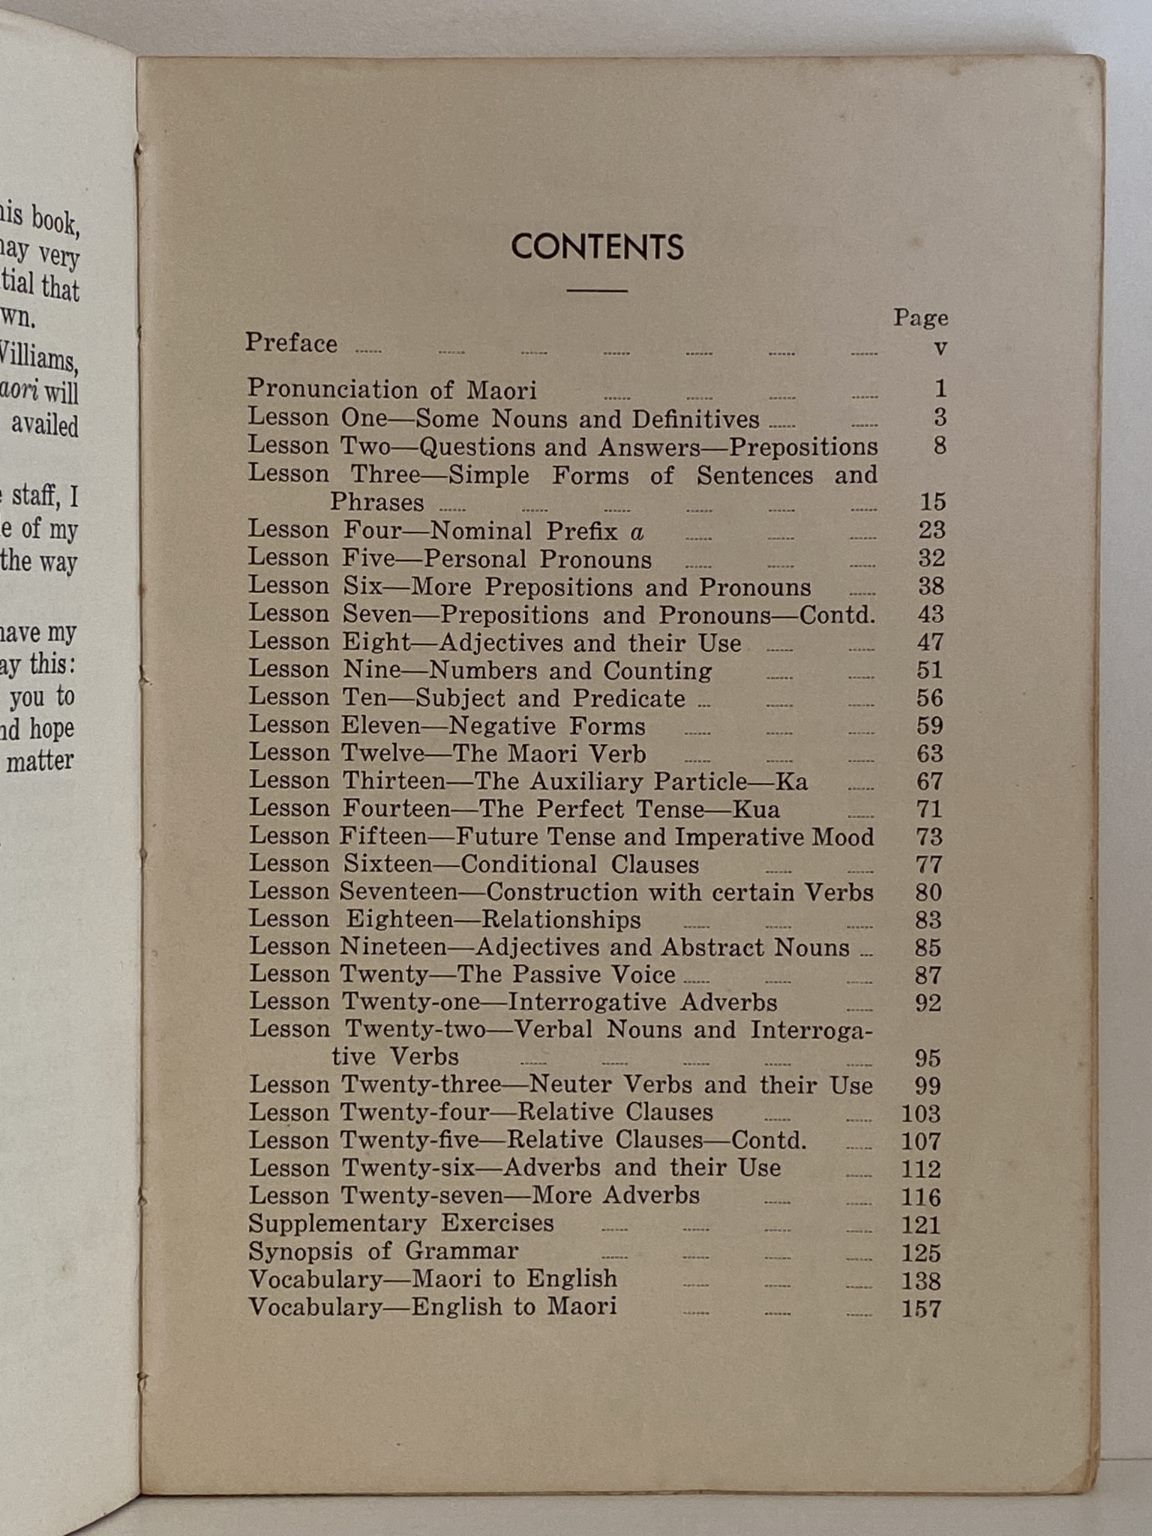 his book,
may very
tial that
wn.
Williams,
aori will
availed
staff, I
e of my
the way
have my
ay this:
you to
nd hope
matter
CONTENTS
Page
Preface v
Pronunciation of Maori 1
Lesson One—Some Nouns and Definitives 3
Lesson Two—Questions and Answers—Prepositions 8
Lesson Three—Simple Forms of Sentences and
Phrases 15
Lesson Four—Nominal Prefix a 23
Lesson Five—Personal Pronouns 32
Lesson Six—More Prepositions and Pronouns 38
Lesson Seven—Prepositions and Pronouns—Contd. 43
Lesson Eight—Adjectives and their Use 47
Lesson Nine—Numbers and Counting 51
Lesson Ten—Subject and Predicate 56
Lesson Eleven—Negative Forms 59
Lesson Twelve—The Maori Verb 63
Lesson Thirteen—The Auxiliary Particle—Ka 67
Lesson Fourteen—The Perfect Tense—Kua 71
Lesson Fifteen—Future Tense and Imperative Mood 73
Lesson Sixteen—Conditional Clauses 77
Lesson Seventeen—Construction with certain Verbs 80
Lesson Eighteen—Relationships 83
Lesson Nineteen—Adjectives and Abstract Nouns 85
Lesson Twenty—The Passive Voice 87
Lesson Twenty-one—Interrogative Adverbs 92
Lesson Twenty-two—Verbal Nouns and Interroga-
tive Verbs 95
Lesson Twenty-three—Neuter Verbs and their Use 99
Lesson Twenty-four—Relative Clauses 103
Lesson Twenty-five—Relative Clauses—Contd. 107
Lesson Twenty-six—Adverbs and their Use 112
Lesson Twenty-seven—More Adverbs 116
Supplementary Exercises 121
Synopsis of Grammar 125
Vocabulary—Maori to English 138
Vocabulary—English to Maori 157